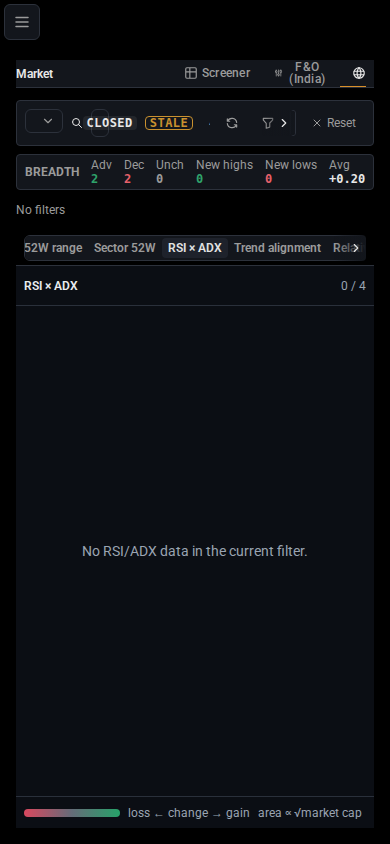 Market
Screener
F&O
(India)
CLOSED
STALE
Reset
BREADTH
Adv
2
Dec
2
Unch
0
New highs
0
New lows
0
Avg
+0.20
No filters
52W range
Sector 52W
RSI × ADX
Trend alignment
RSI × ADX
0 / 4
No RSI/ADX data in the current filter.
loss ← change → gain
area ∝ √market cap